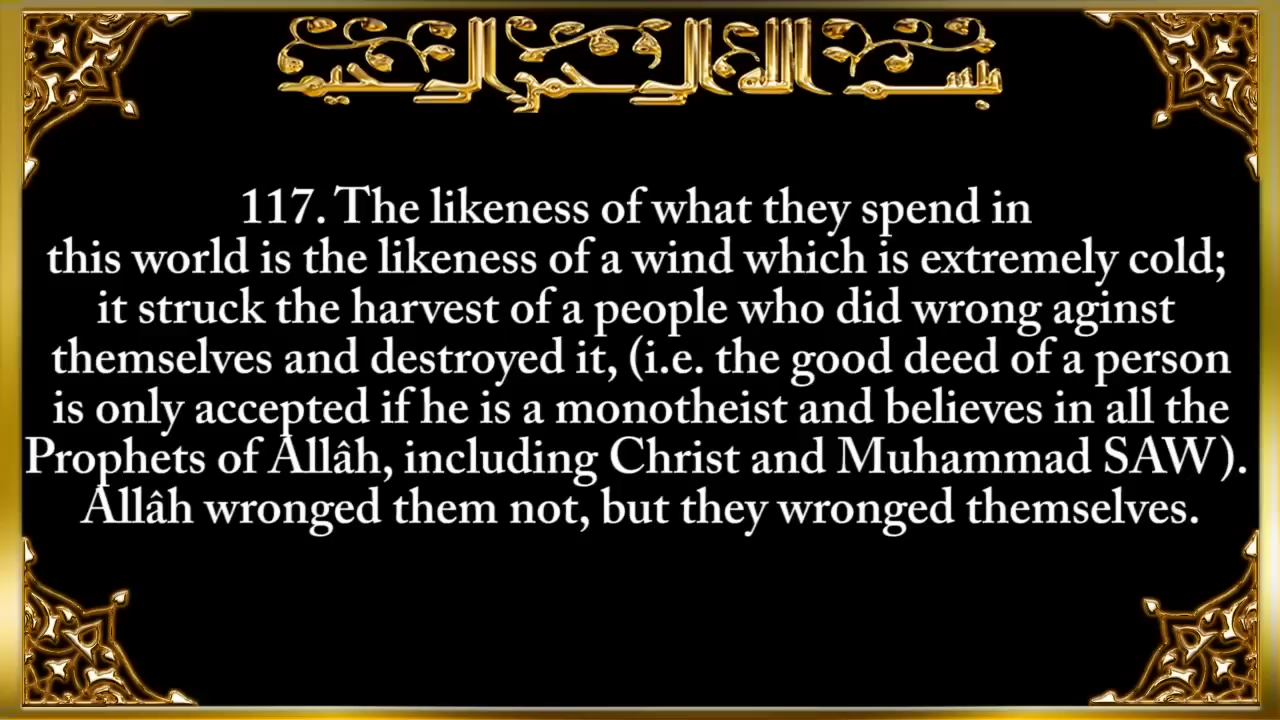 بسم الله الرحمن الرحيم
117. The likeness of what they spend in
this world is the likeness of a wind which is extremely cold;
it struck the harvest of a people who did wrong aginst
themselves and destroyed it, (i.e. the good deed of a person
is only accepted if he is a monotheist and believes in all the
Prophets of Allâh, including Christ and Muhammad SAW).
Allâh wronged them not, but they wronged themselves.